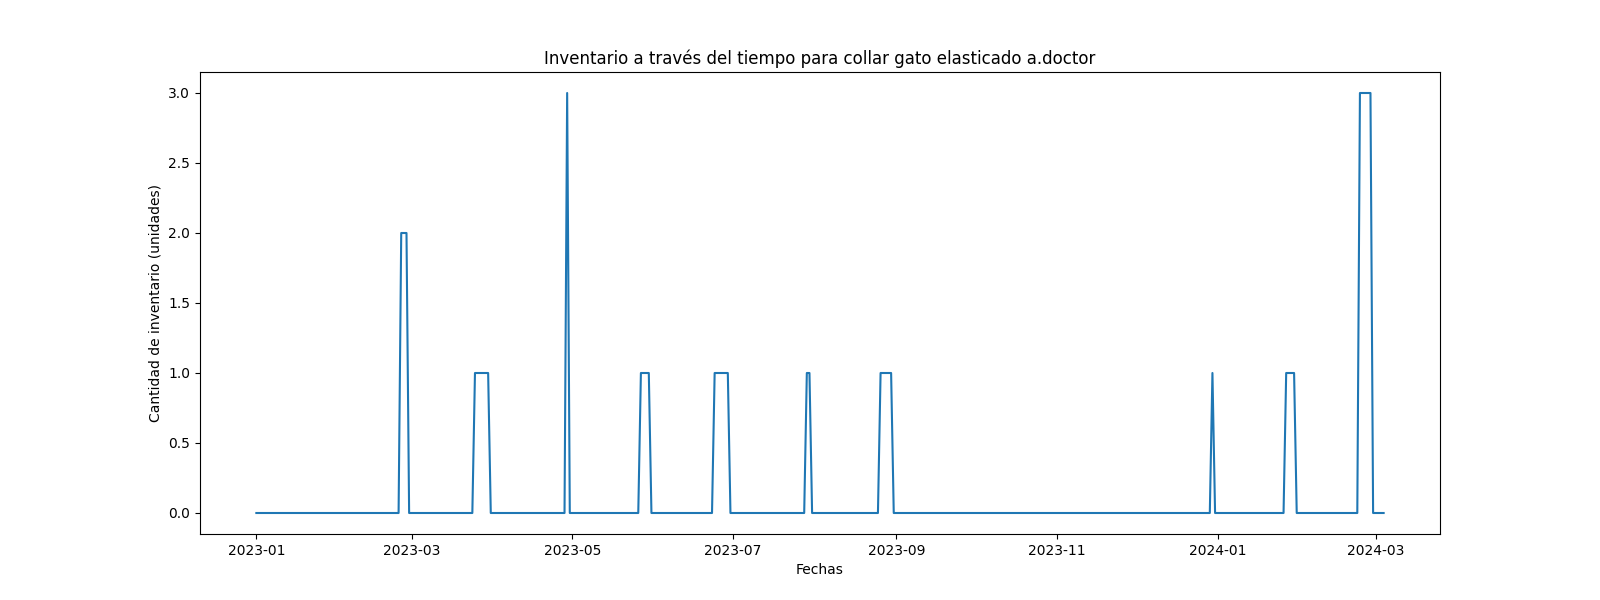 Inventario a través del tiempo para collar gato elasticado a.doctor
Cantidad de inventario (unidades)
3.0
2.5
2.0
1.5
1.0
0.5
0.0
2023-01 2023-03 2023-05 2023-07 2023-09 2023-11 2024-01 2024-03
Fechas